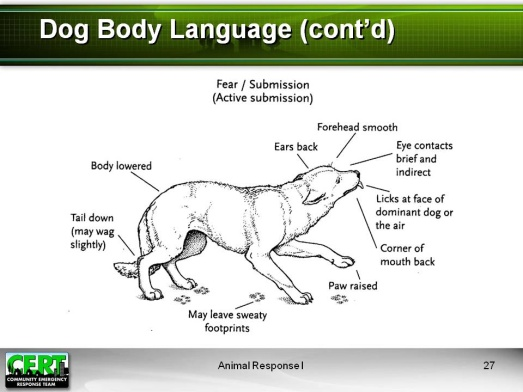 Dog Body Language (cont’d)
Fear / Submission
(Active submission)
Forehead smooth
Ears back
Eye contacts
brief and
indirect
Body lowered
Licks at face of
dominant dog or
the air
Tail down
(may wag
slightly)
Corner of
mouth back
Paw raised
May leave sweaty
footprints
CERT
COMMUNITY EMERGENCY
RESPONSE TEAM
Animal Response I
27